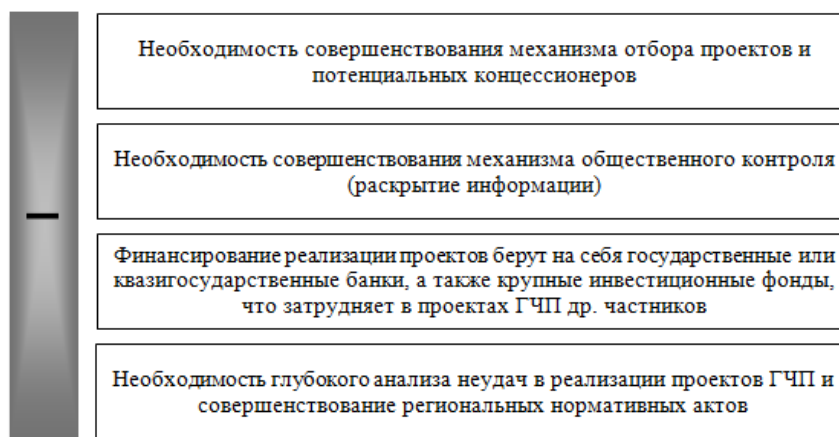 Необходимость совершенствования механизма отбора проектов и
потенциальных концессионеров
Необходимость совершенствования механизма общественного контроля
(раскрытие информации)
Финансирование реализации проектов берут на себя государственные или
квазигосударственные банки, а также крупные инвестиционные фонды,
что затрудняет в проектах ГЧП др. частников
Необходимость глубокого анализа неудач в реализации проектов ГЧП и
совершенствование региональных нормативных актов